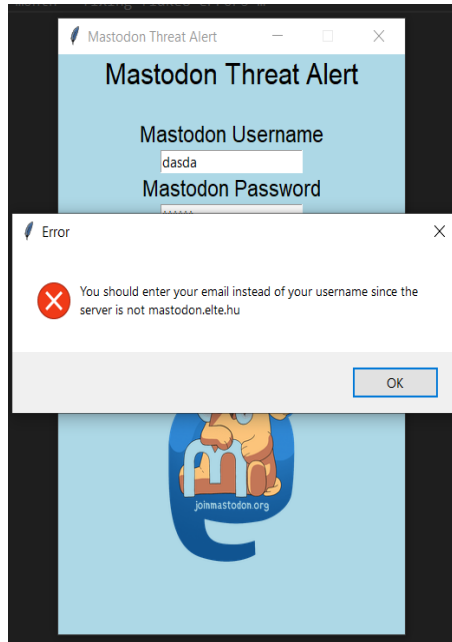 Mastodon Threat Alert
Mastodon Threat Alert
Mastodon Username
dasda
Mastodon Password
Error
You should enter your email instead of your username since the
server is not mastodon.elte.hu
OK
joinmastodon.org